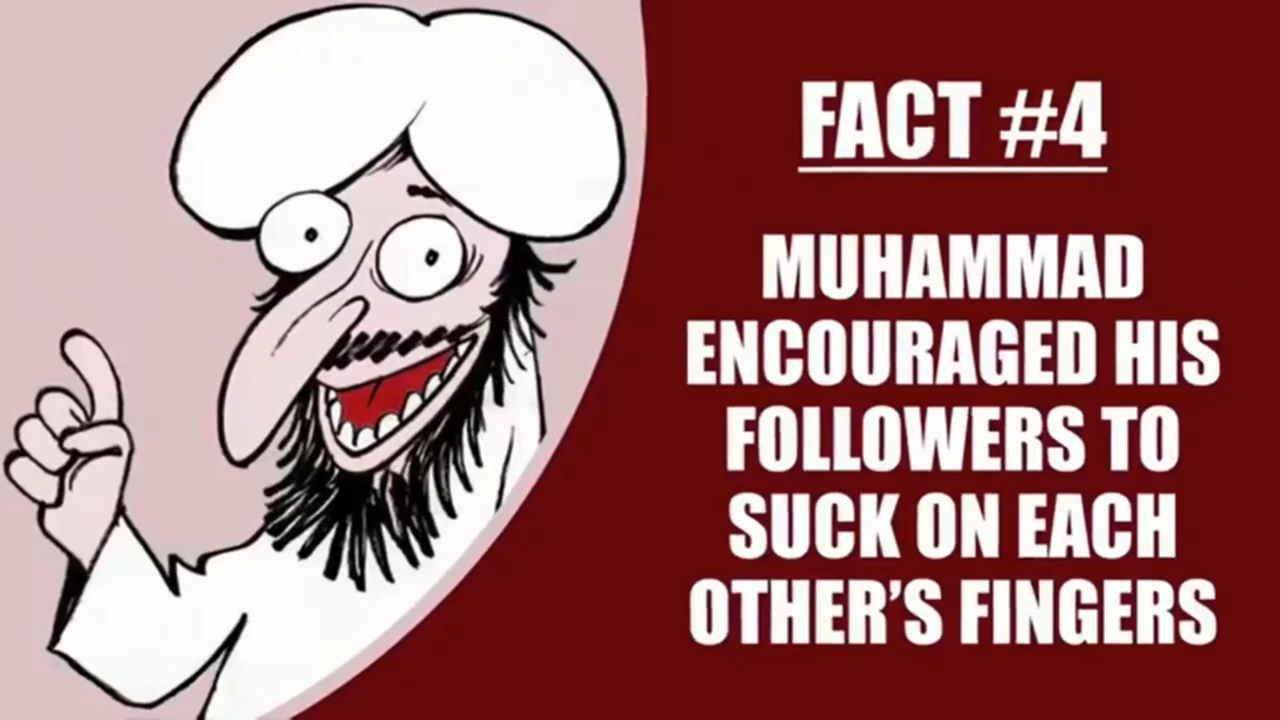 FACT #4
MUHAMMAD
ENCOURAGED HIS
FOLLOWERS TO
SUCK ON EACH
OTHER'S FINGERS